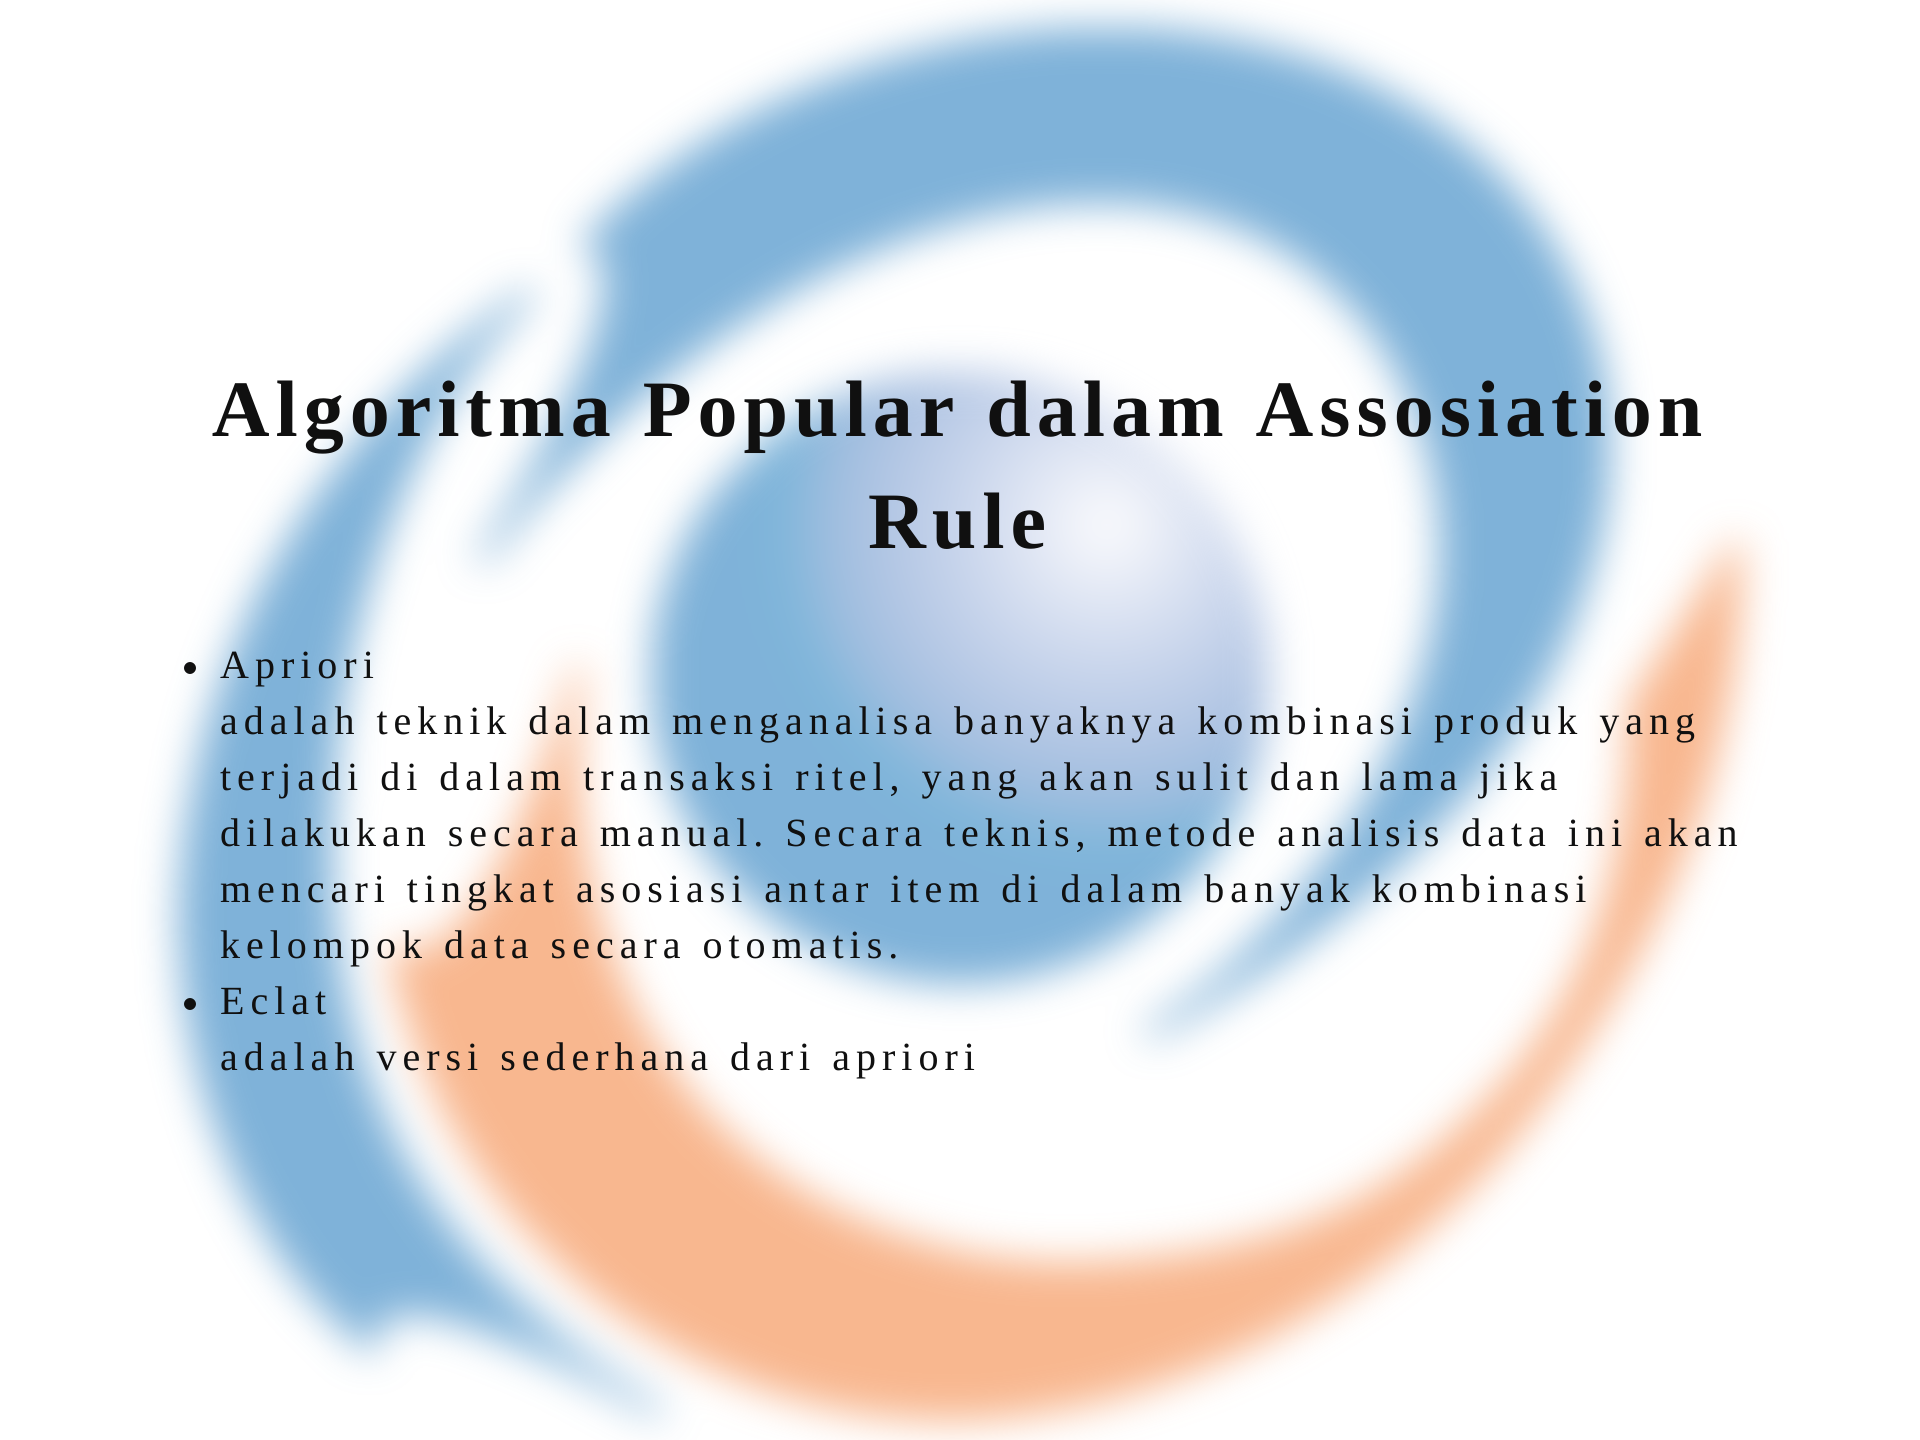 Algoritma Popular dalam Assosiation
Rule
• Apriori
adalah teknik dalam menganalisa banyaknya kombinasi produk yang
terjadi di dalam transaksi ritel, yang akan sulit dan lama jika
dilakukan secara manual. Secara teknis, metode analisis data ini akan
mencari tingkat asosiasi antar item di dalam banyak kombinasi
kelompok data secara otomatis.
• Eclat
adalah versi sederhana dari apriori